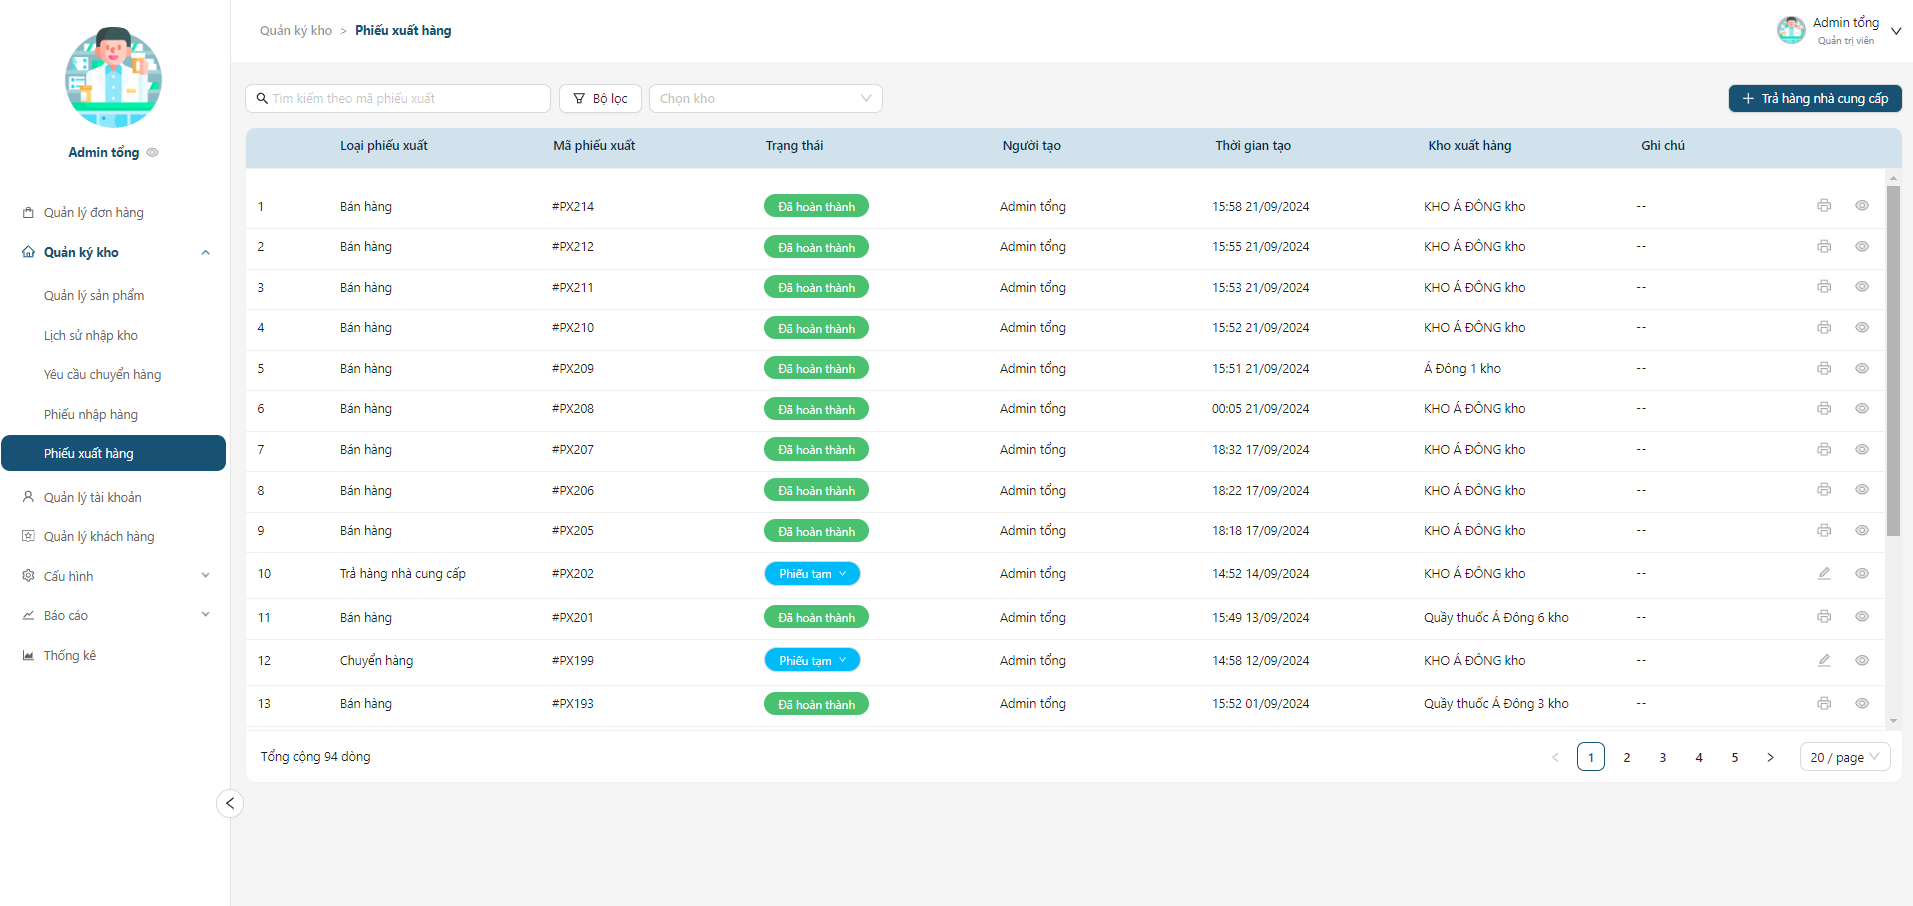 Admin tổng
Quản lý đơn hàng
Quản ký kho
Quản lý sản phẩm
Lịch sử nhập kho
Yêu cầu chuyển hàng
Phiếu nhập hàng
Phiếu xuất hàng
Quản lý tài khoản
Quản lý khách hàng
Cấu hình
Báo cáo
Thống kê
Quản ký kho > Phiếu xuất hàng
Admin tổng
Quản trị viên
Tìm kiếm theo mã phiếu xuất
Bộ lọc
Chọn kho
+ Trả hàng nhà cung cấp
Loại phiếu xuất Mã phiếu xuất Trạng thái Người tạo Thời gian tạo Kho xuất hàng Ghi chú
1 Bán hàng #PX214 Đã hoàn thành Admin tổng 15:58 21/09/2024 KHO Á ĐÔNG kho --
2 Bán hàng #PX212 Đã hoàn thành Admin tổng 15:55 21/09/2024 KHO Á ĐÔNG kho --
3 Bán hàng #PX211 Đã hoàn thành Admin tổng 15:53 21/09/2024 KHO Á ĐÔNG kho --
4 Bán hàng #PX210 Đã hoàn thành Admin tổng 15:52 21/09/2024 KHO Á ĐÔNG kho --
5 Bán hàng #PX209 Đã hoàn thành Admin tổng 15:51 21/09/2024 Á Đông 1 kho --
6 Bán hàng #PX208 Đã hoàn thành Admin tổng 00:05 21/09/2024 KHO Á ĐÔNG kho --
7 Bán hàng #PX207 Đã hoàn thành Admin tổng 18:32 17/09/2024 KHO Á ĐÔNG kho --
8 Bán hàng #PX206 Đã hoàn thành Admin tổng 18:22 17/09/2024 KHO Á ĐÔNG kho --
9 Bán hàng #PX205 Đã hoàn thành Admin tổng 18:18 17/09/2024 KHO Á ĐÔNG kho --
10 Trả hàng nhà cung cấp #PX202 Phiếu tạm Admin tổng 14:52 14/09/2024 KHO Á ĐÔNG kho --
11 Bán hàng #PX201 Đã hoàn thành Admin tổng 15:49 13/09/2024 Quầy thuốc Á Đông 6 kho --
12 Chuyển hàng #PX199 Phiếu tạm Admin tổng 14:58 12/09/2024 KHO Á ĐÔNG kho --
13 Bán hàng #PX193 Đã hoàn thành Admin tổng 15:52 01/09/2024 Quầy thuốc Á Đông 3 kho --
Tổng cộng 94 dòng
< 1 2 3 4 5 > 20 / page